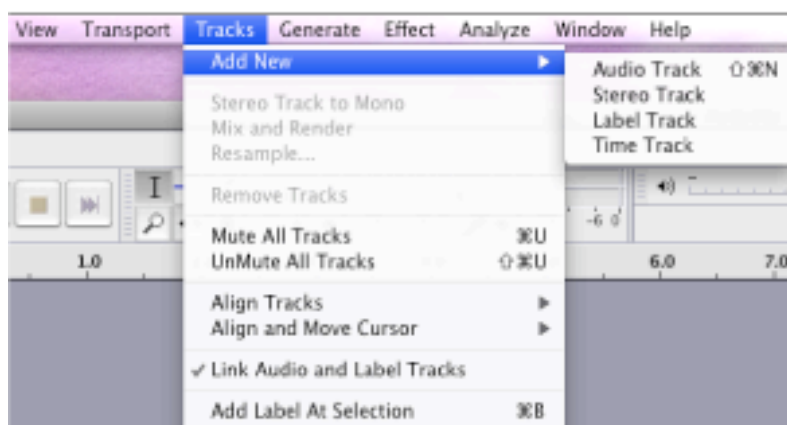 View Transport Tracks Generate Effect Analyze Window Help
Add New
Audio Track ⇧⌘N
Stereo Track
Label Track
Time Track
Stereo Track to Mono
Mix and Render
Resample...
Remove Tracks
Mute All Tracks ⌘U
UnMute All Tracks ⇧⌘U
Align Tracks
Align and Move Cursor
✓ Link Audio and Label Tracks
Add Label At Selection ⌘B
-6 0
1.0 6.0 7.0